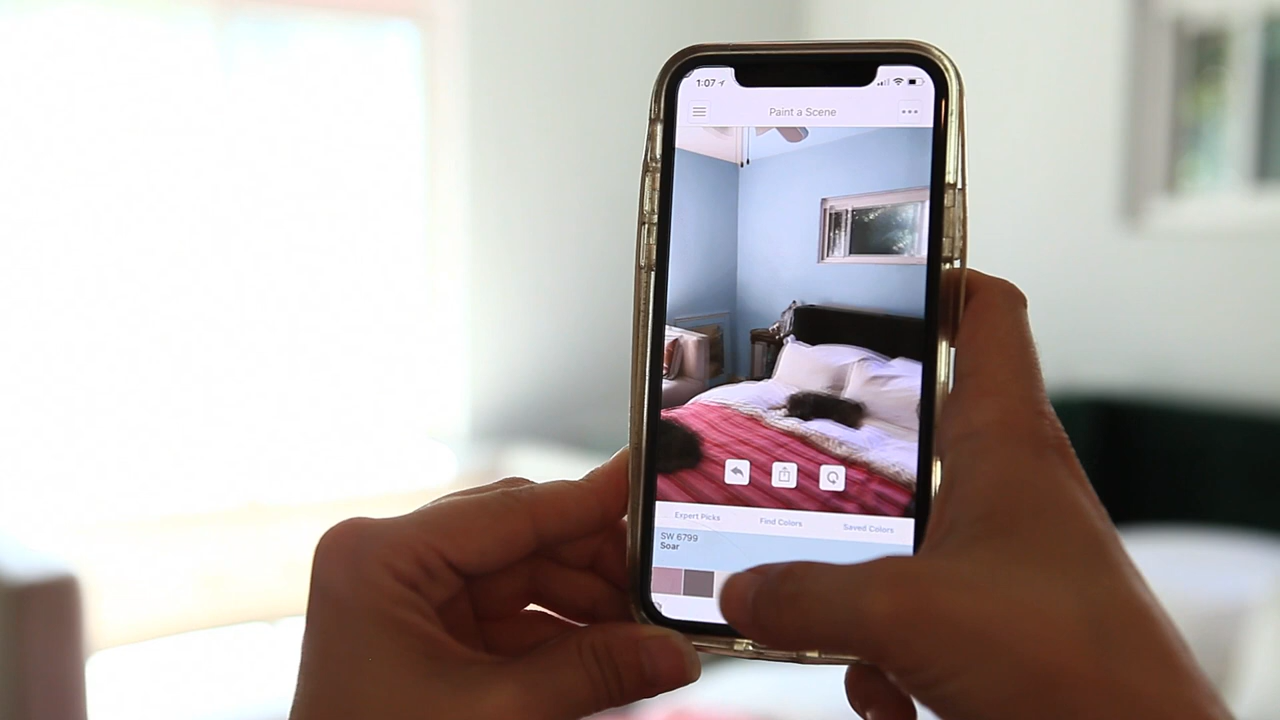 1:07
Paint a Scene
Expert Picks
Find Colors
Saved Colors
SW 6799
Soar